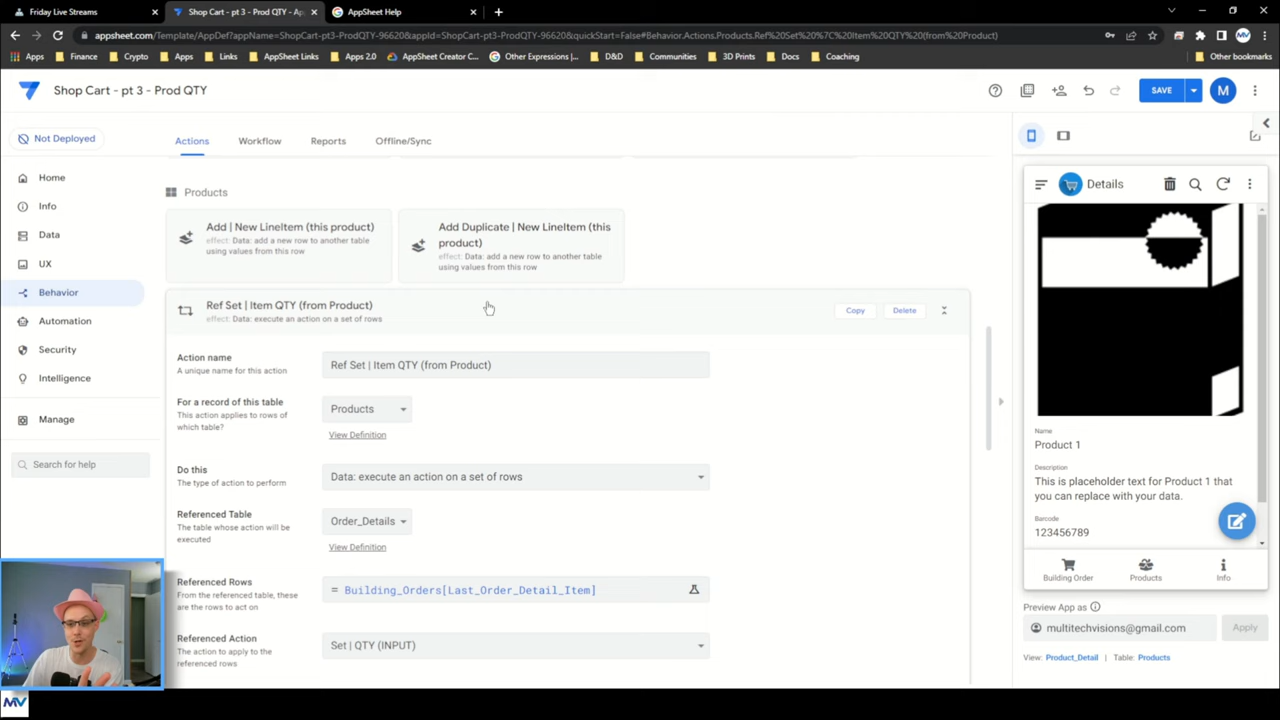 Friday Live Streams
Shop Cart - pt 3 - Prod QTY - Ap
AppSheet Help
appsheet.com/Template/AppDef?appName=ShopCart-pt3-ProdQTY-96620&appId=ShopCart-pt3-ProdQTY-96620&quickStart=False#Behavior.Actions.Products.Ref%20Set%20%7C%20Item%20QTY%20(from%20Product)
Apps
Finance
Crypto
Apps
Links
AppSheet Links
Apps 2.0
AppSheet Creator C...
Other Expressions |...
D&D
Communities
3D Prints
Docs
Coaching
Other bookmarks
Shop Cart - pt 3 - Prod QTY
SAVE
M
Not Deployed
Actions
Workflow
Reports
Offline/Sync
Home
Info
Data
UX
Behavior
Automation
Security
Intelligence
Manage
Search for help
Products
Add | New LineItem (this product)
effect: Data: add a new row to another table
using values from this row
Add Duplicate | New LineItem (this
product)
effect: Data: add a new row to another table
using values from this row
Ref Set | Item QTY (from Product)
effect: Data: execute an action on a set of rows
Copy
Delete
Action name
A unique name for this action
Ref Set | Item QTY (from Product)
For a record of this table
This action applies to rows of
which table?
Products
View Definition
Do this
The type of action to perform
Data: execute an action on a set of rows
Referenced Table
The table whose action will be
executed
Order_Details
View Definition
Referenced Rows
From the referenced table, these
are the rows to act on
= Building_Orders[Last_Order_Detail_Item]
Referenced Action
The action to apply to the
referenced rows
Set | QTY (INPUT)
Details
Name
Product 1
Description
This is placeholder text for Product 1 that
you can replace with your data.
Barcode
123456789
Building Order
Products
Info
Preview App as
multitechvisions@gmail.com
Apply
View: Product_Detail | Table: Products
MV